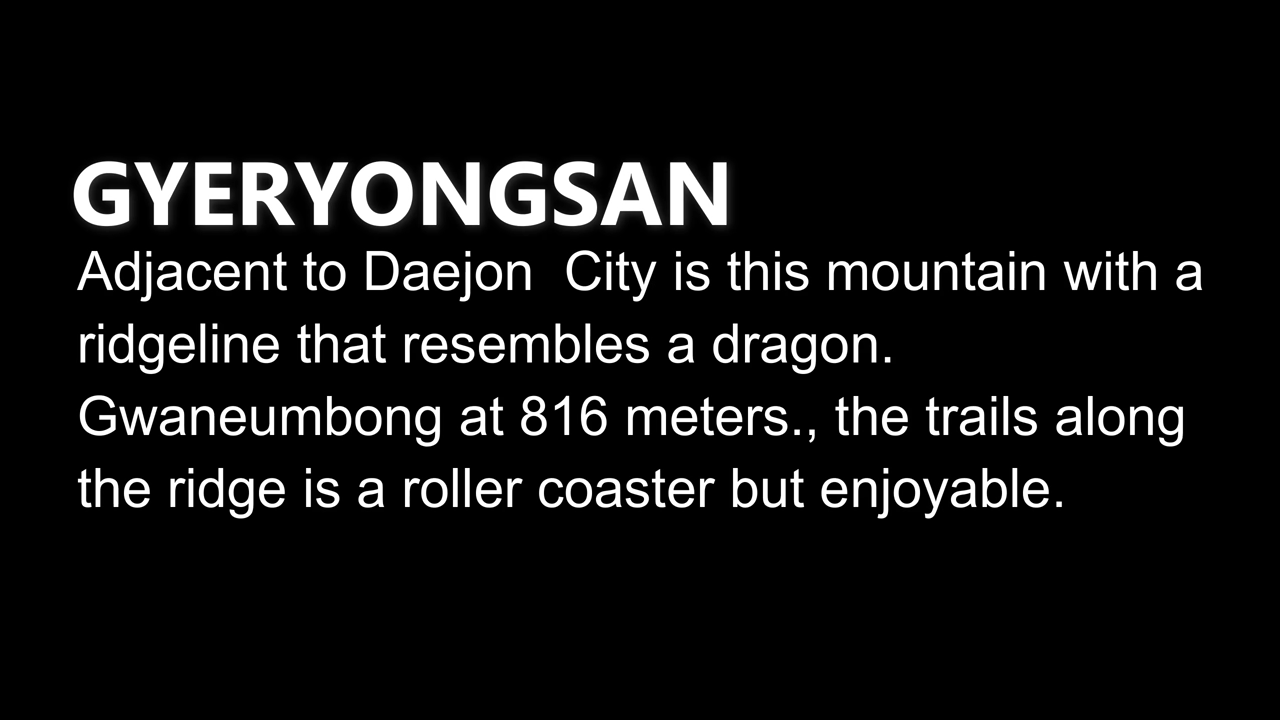 GYERYONGSAN
Adjacent to Daejon  City is this mountain with a
ridgeline that resembles a dragon.
Gwaneumbong at 816 meters., the trails along
the ridge is a roller coaster but enjoyable.